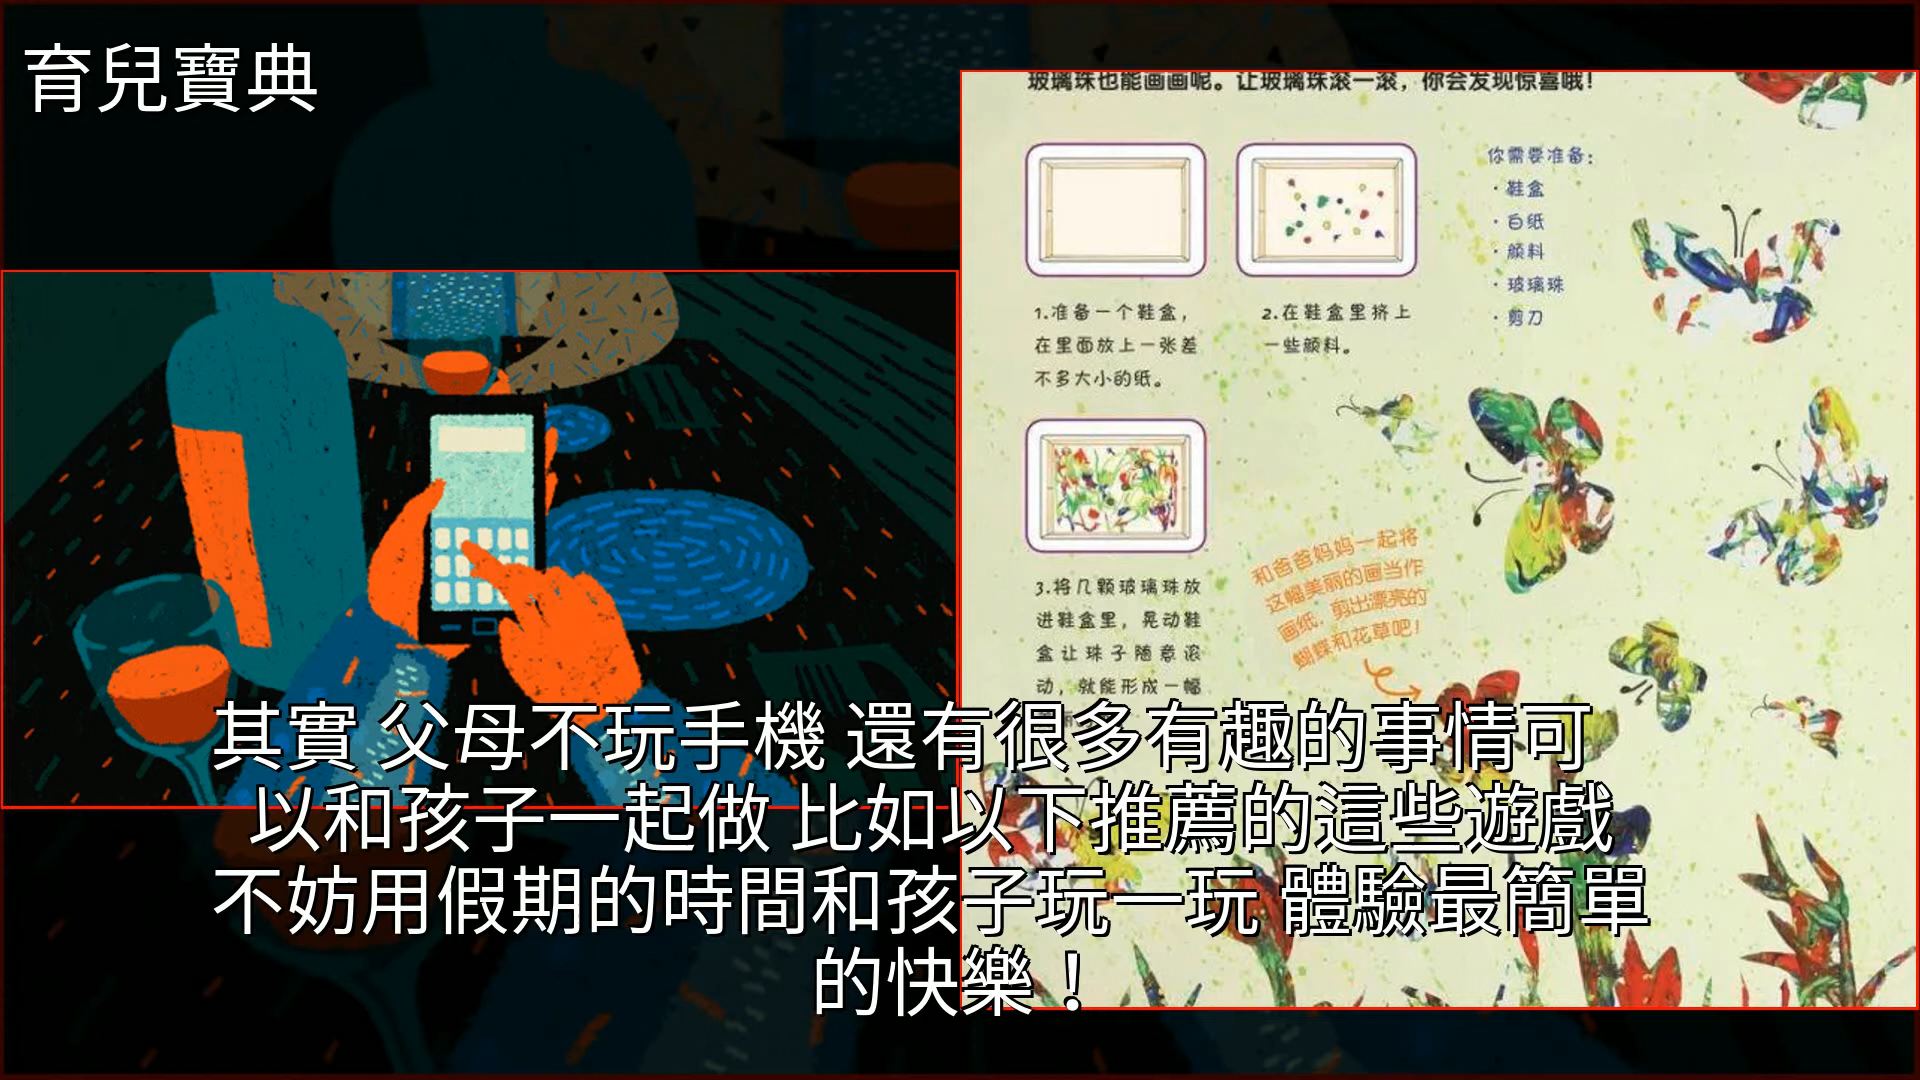 育兒寶典
玻璃珠也能画画呢。让玻璃珠滚一滚，你会发现惊喜哦！
你需要准备：
· 鞋盒
· 白纸
· 颜料
· 玻璃珠
· 剪刀
1.准备一个鞋盒，
在里面放上一张差
不多大小的纸。
2.在鞋盒里挤上
一些颜料。
3.将几颗玻璃珠放
进鞋盒里，晃动鞋
盒让珠子随意滚
动，就能形成一幅
和爸爸妈妈一起将
这幅美丽的画当作
画纸，剪出漂亮的
蝴蝶和花草吧！
其實 父母不玩手機 還有很多有趣的事情可
以和孩子一起做 比如以下推薦的這些遊戲
不妨用假期的時間和孩子玩一玩 體驗最簡單
的快樂！